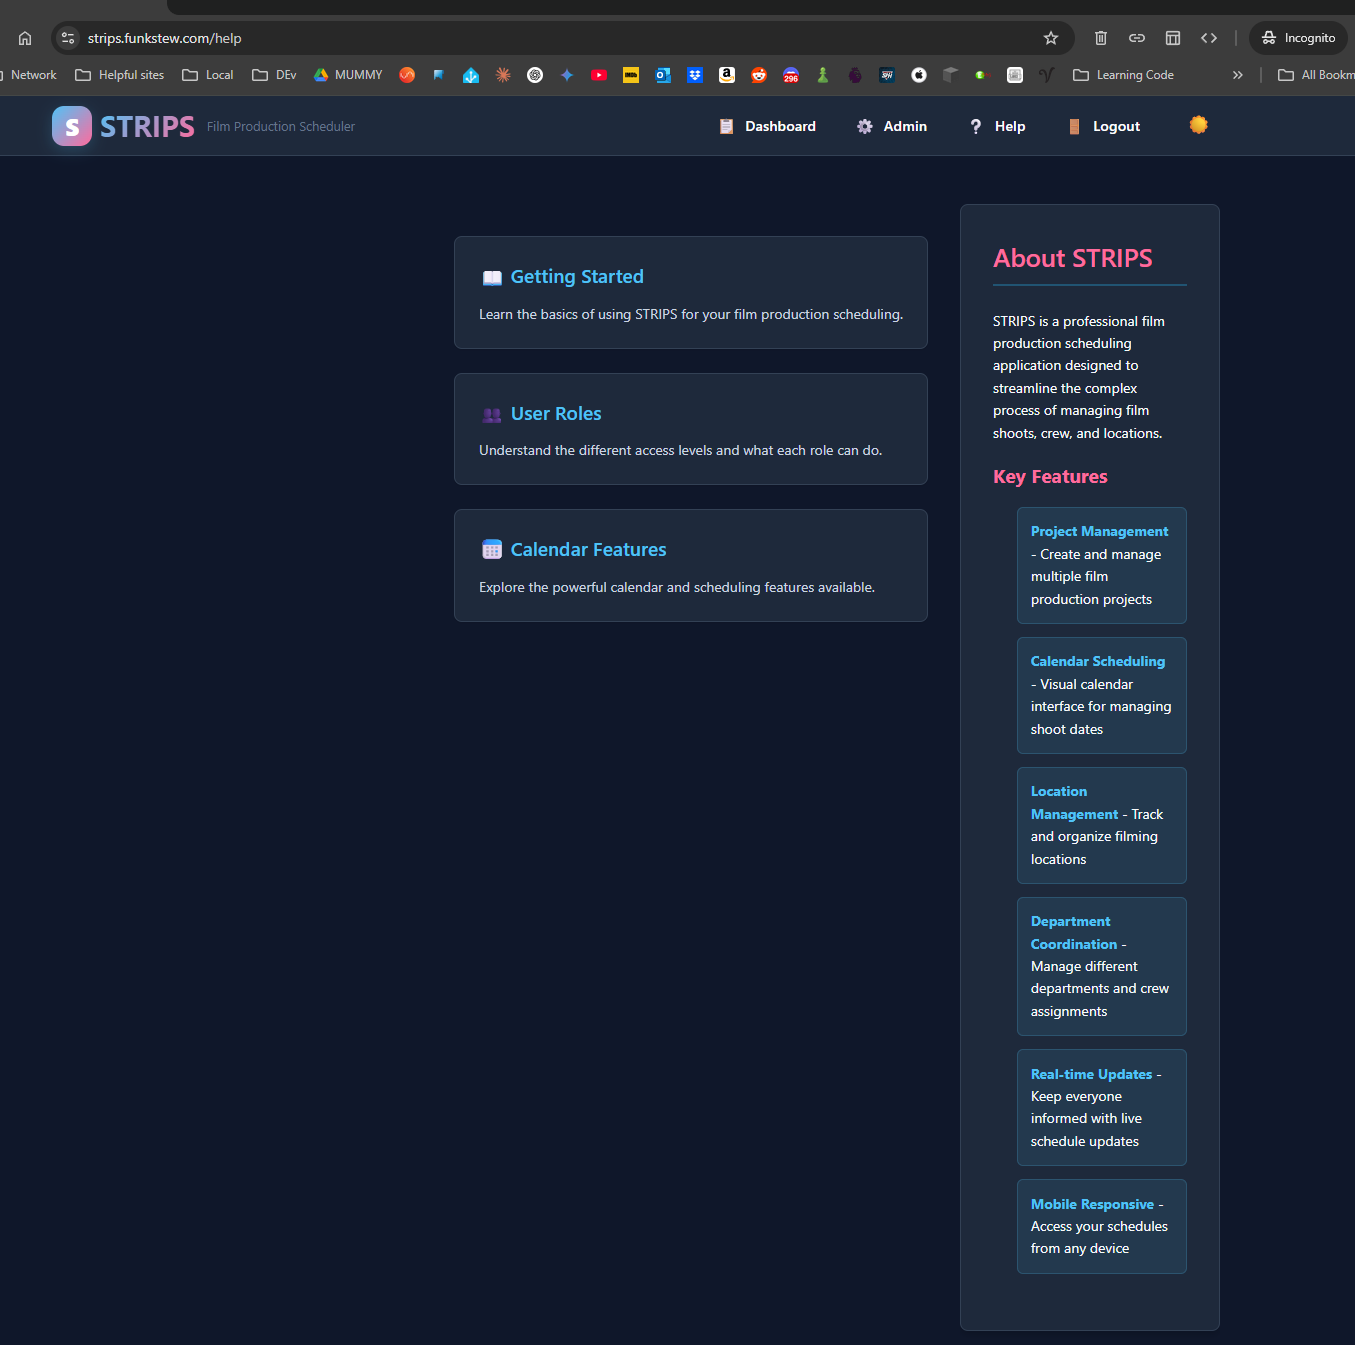 strips.funkstew.com/help
Incognito
Network
Helpful sites
Local
DEv
MUMMY
296
Learning Code
All Bookm
S
STRIPS
Film Production Scheduler
Dashboard
Admin
Help
Logout
Getting Started
Learn the basics of using STRIPS for your film production scheduling.
User Roles
Understand the different access levels and what each role can do.
Calendar Features
Explore the powerful calendar and scheduling features available.
About STRIPS
STRIPS is a professional film
production scheduling
application designed to
streamline the complex
process of managing film
shoots, crew, and locations.
Key Features
Project Management
- Create and manage
multiple film
production projects
Calendar Scheduling
- Visual calendar
interface for managing
shoot dates
Location
Management - Track
and organize filming
locations
Department
Coordination -
Manage different
departments and crew
assignments
Real-time Updates -
Keep everyone
informed with live
schedule updates
Mobile Responsive -
Access your schedules
from any device